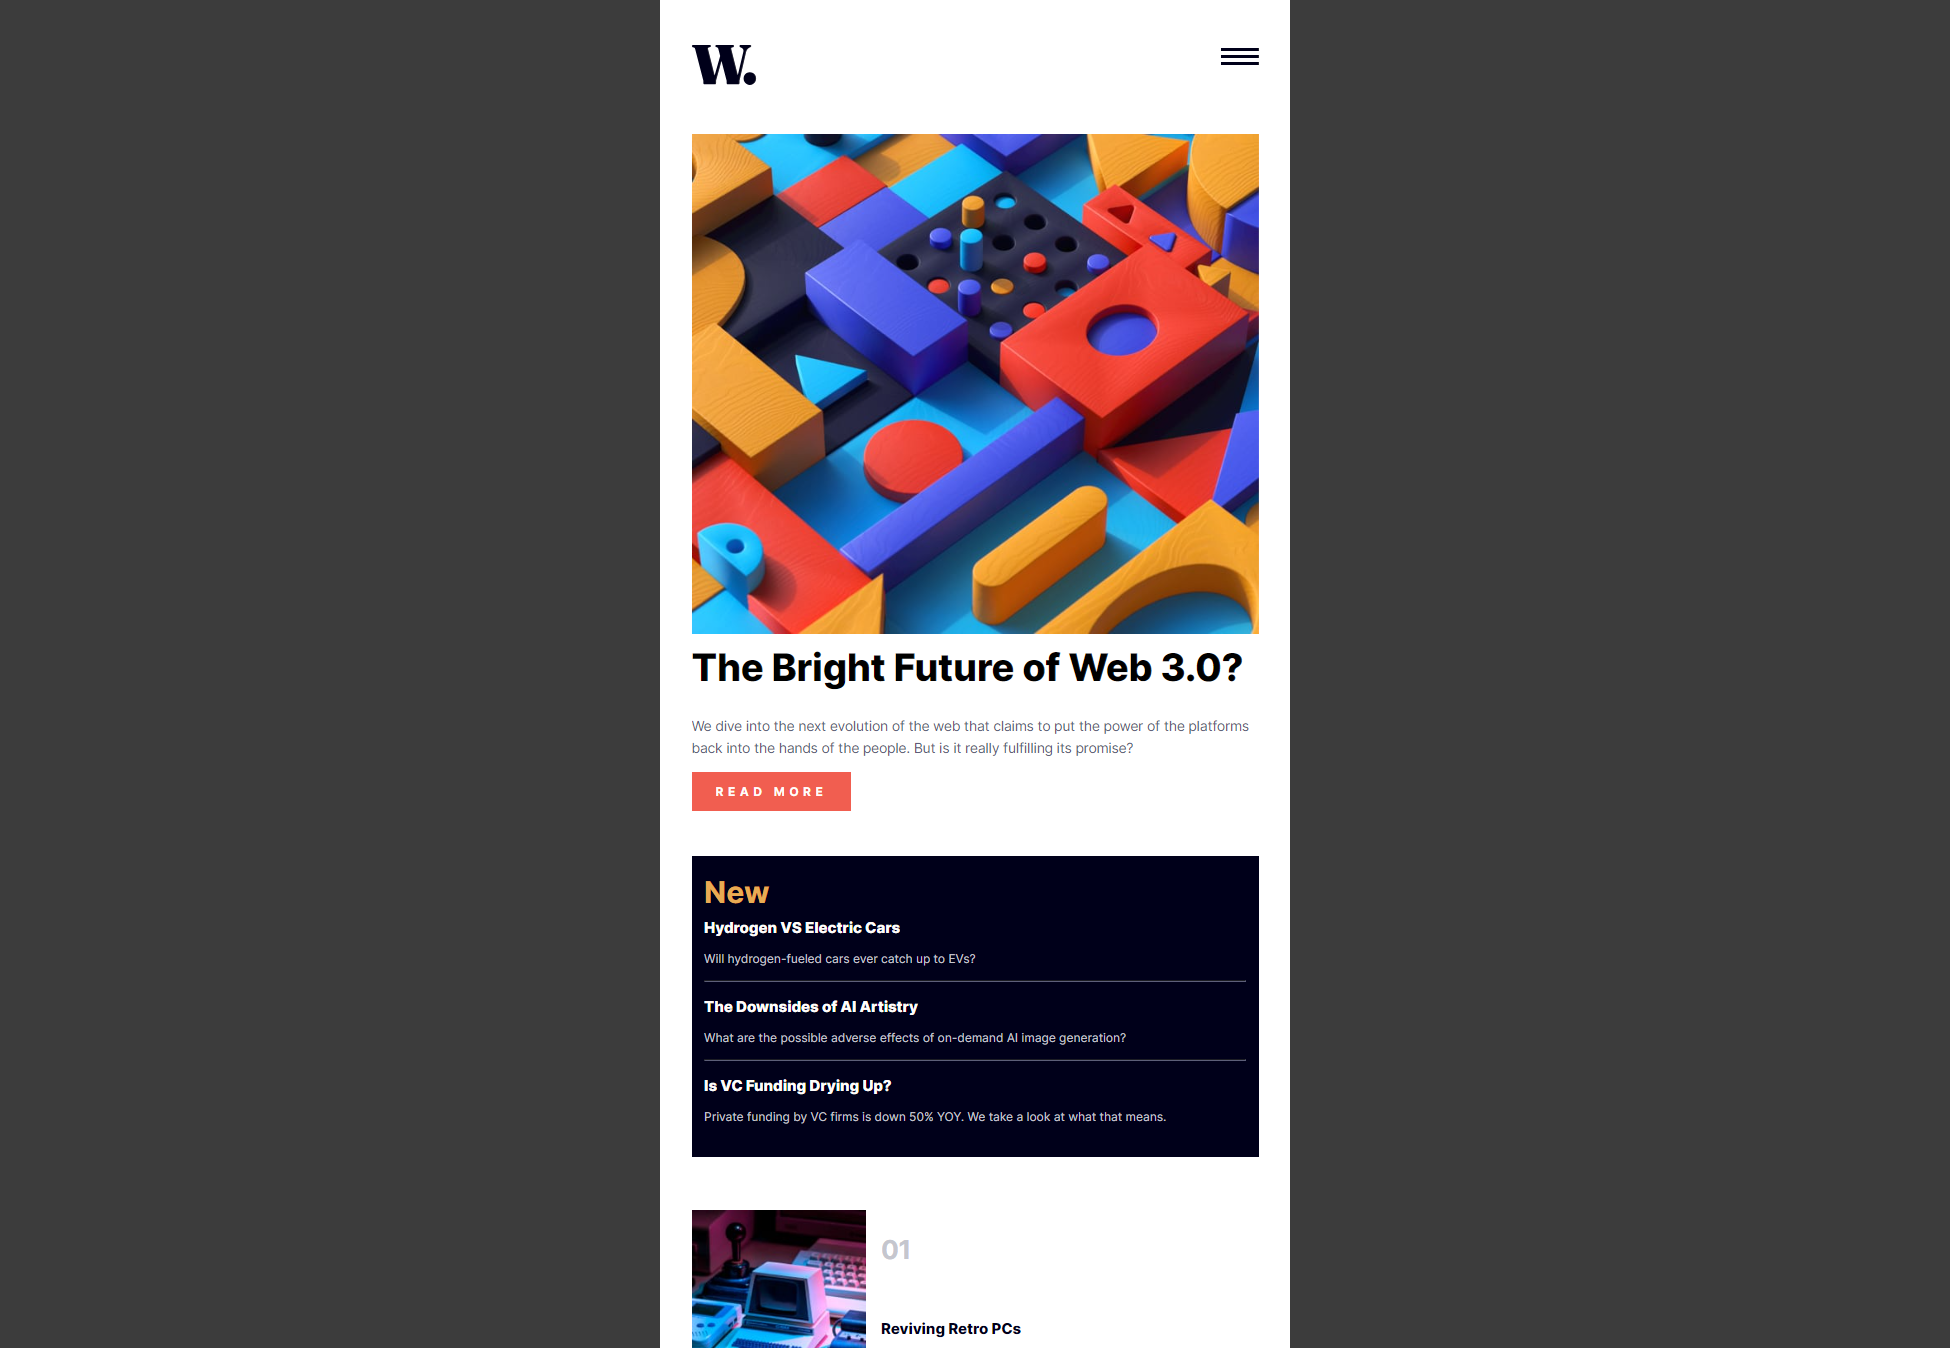 W.
The Bright Future of Web 3.0?
We dive into the next evolution of the web that claims to put the power of the platforms
back into the hands of the people. But is it really fulfilling its promise?
READ MORE
New
Hydrogen VS Electric Cars
Will hydrogen-fueled cars ever catch up to EVs?
The Downsides of AI Artistry
What are the possible adverse effects of on-demand AI image generation?
Is VC Funding Drying Up?
Private funding by VC firms is down 50% YOY. We take a look at what that means.
01
Reviving Retro PCs